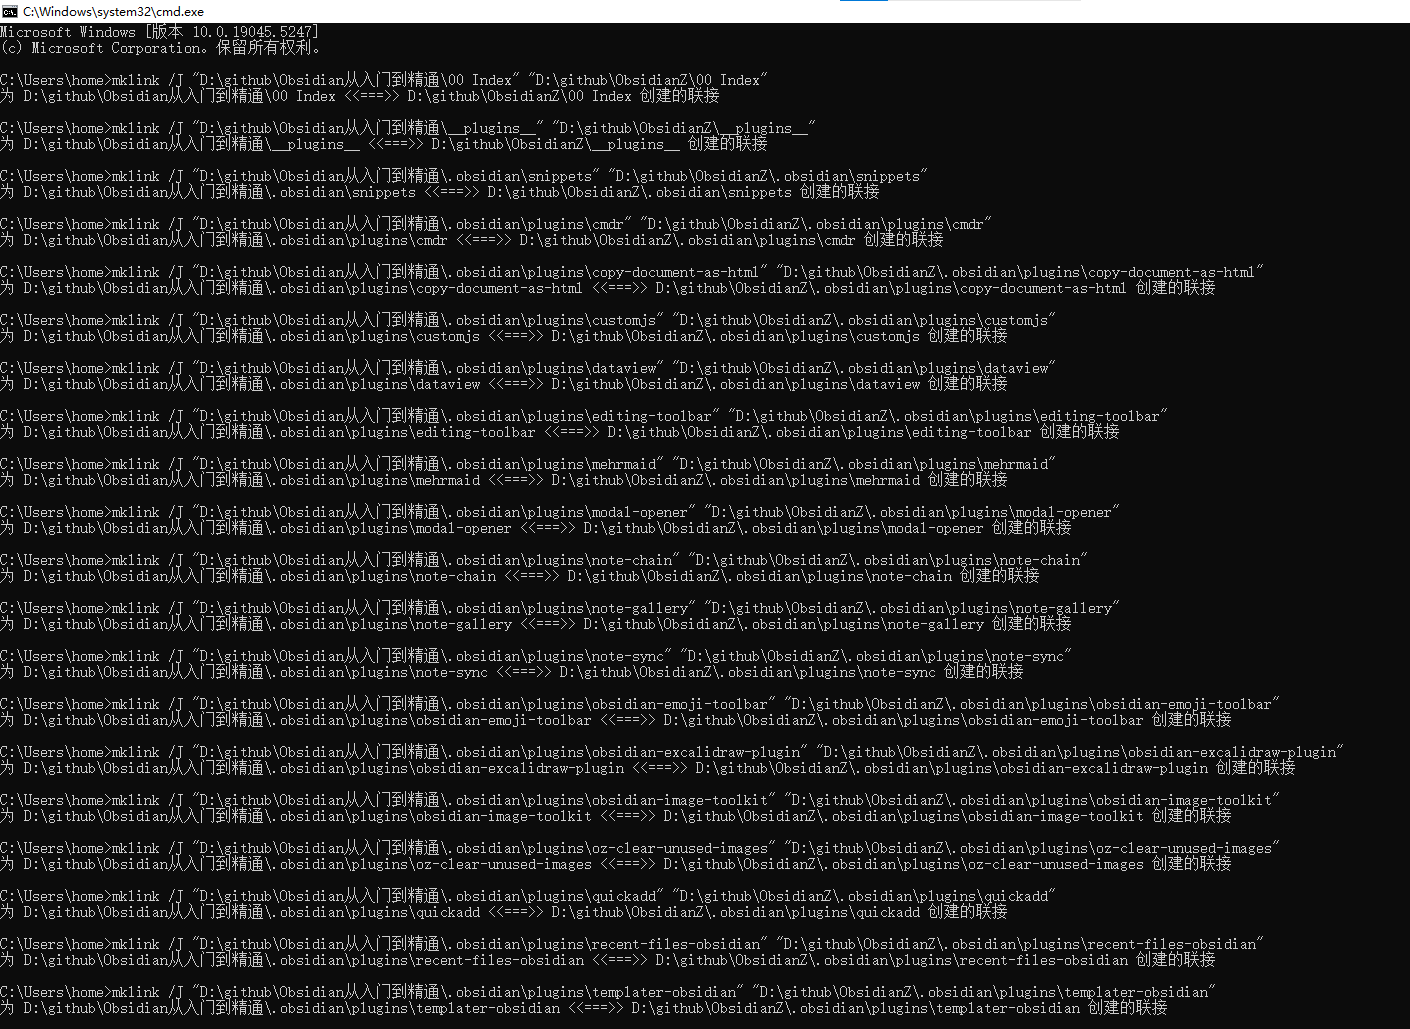 C:\Windows\system32\cmd.exe
Microsoft Windows [版本 10.0.19045.5247]
(c) Microsoft Corporation。保留所有权利。
C:\Users\home>mklink /J "D:\github\Obsidian从入门到精通\00 Index" "D:\github\ObsidianZ\00 Index"
为 D:\github\Obsidian从入门到精通\00 Index <<===>> D:\github\ObsidianZ\00 Index 创建的联接
C:\Users\home>mklink /J "D:\github\Obsidian从入门到精通\__plugins__" "D:\github\ObsidianZ\__plugins__"
为 D:\github\Obsidian从入门到精通\__plugins__ <<===>> D:\github\ObsidianZ\__plugins__ 创建的联接
C:\Users\home>mklink /J "D:\github\Obsidian从入门到精通\.obsidian\snippets" "D:\github\ObsidianZ\.obsidian\snippets"
为 D:\github\Obsidian从入门到精通\.obsidian\snippets <<===>> D:\github\ObsidianZ\.obsidian\snippets 创建的联接
C:\Users\home>mklink /J "D:\github\Obsidian从入门到精通\.obsidian\plugins\cmdr" "D:\github\ObsidianZ\.obsidian\plugins\cmdr"
为 D:\github\Obsidian从入门到精通\.obsidian\plugins\cmdr <<===>> D:\github\ObsidianZ\.obsidian\plugins\cmdr 创建的联接
C:\Users\home>mklink /J "D:\github\Obsidian从入门到精通\.obsidian\plugins\copy-document-as-html" "D:\github\ObsidianZ\.obsidian\plugins\copy-document-as-html"
为 D:\github\Obsidian从入门到精通\.obsidian\plugins\copy-document-as-html <<===>> D:\github\ObsidianZ\.obsidian\plugins\copy-document-as-html 创建的联接
C:\Users\home>mklink /J "D:\github\Obsidian从入门到精通\.obsidian\plugins\customjs" "D:\github\ObsidianZ\.obsidian\plugins\customjs"
为 D:\github\Obsidian从入门到精通\.obsidian\plugins\customjs <<===>> D:\github\ObsidianZ\.obsidian\plugins\customjs 创建的联接
C:\Users\home>mklink /J "D:\github\Obsidian从入门到精通\.obsidian\plugins\dataview" "D:\github\ObsidianZ\.obsidian\plugins\dataview"
为 D:\github\Obsidian从入门到精通\.obsidian\plugins\dataview <<===>> D:\github\ObsidianZ\.obsidian\plugins\dataview 创建的联接
C:\Users\home>mklink /J "D:\github\Obsidian从入门到精通\.obsidian\plugins\editing-toolbar" "D:\github\ObsidianZ\.obsidian\plugins\editing-toolbar"
为 D:\github\Obsidian从入门到精通\.obsidian\plugins\editing-toolbar <<===>> D:\github\ObsidianZ\.obsidian\plugins\editing-toolbar 创建的联接
C:\Users\home>mklink /J "D:\github\Obsidian从入门到精通\.obsidian\plugins\mehrmaid" "D:\github\ObsidianZ\.obsidian\plugins\mehrmaid"
为 D:\github\Obsidian从入门到精通\.obsidian\plugins\mehrmaid <<===>> D:\github\ObsidianZ\.obsidian\plugins\mehrmaid 创建的联接
C:\Users\home>mklink /J "D:\github\Obsidian从入门到精通\.obsidian\plugins\modal-opener" "D:\github\ObsidianZ\.obsidian\plugins\modal-opener"
为 D:\github\Obsidian从入门到精通\.obsidian\plugins\modal-opener <<===>> D:\github\ObsidianZ\.obsidian\plugins\modal-opener 创建的联接
C:\Users\home>mklink /J "D:\github\Obsidian从入门到精通\.obsidian\plugins\note-chain" "D:\github\ObsidianZ\.obsidian\plugins\note-chain"
为 D:\github\Obsidian从入门到精通\.obsidian\plugins\note-chain <<===>> D:\github\ObsidianZ\.obsidian\plugins\note-chain 创建的联接
C:\Users\home>mklink /J "D:\github\Obsidian从入门到精通\.obsidian\plugins\note-gallery" "D:\github\ObsidianZ\.obsidian\plugins\note-gallery"
为 D:\github\Obsidian从入门到精通\.obsidian\plugins\note-gallery <<===>> D:\github\ObsidianZ\.obsidian\plugins\note-gallery 创建的联接
C:\Users\home>mklink /J "D:\github\Obsidian从入门到精通\.obsidian\plugins\note-sync" "D:\github\ObsidianZ\.obsidian\plugins\note-sync"
为 D:\github\Obsidian从入门到精通\.obsidian\plugins\note-sync <<===>> D:\github\ObsidianZ\.obsidian\plugins\note-sync 创建的联接
C:\Users\home>mklink /J "D:\github\Obsidian从入门到精通\.obsidian\plugins\obsidian-emoji-toolbar" "D:\github\ObsidianZ\.obsidian\plugins\obsidian-emoji-toolbar"
为 D:\github\Obsidian从入门到精通\.obsidian\plugins\obsidian-emoji-toolbar <<===>> D:\github\ObsidianZ\.obsidian\plugins\obsidian-emoji-toolbar 创建的联接
C:\Users\home>mklink /J "D:\github\Obsidian从入门到精通\.obsidian\plugins\obsidian-excalidraw-plugin" "D:\github\ObsidianZ\.obsidian\plugins\obsidian-excalidraw-plugin"
为 D:\github\Obsidian从入门到精通\.obsidian\plugins\obsidian-excalidraw-plugin <<===>> D:\github\ObsidianZ\.obsidian\plugins\obsidian-excalidraw-plugin 创建的联接
C:\Users\home>mklink /J "D:\github\Obsidian从入门到精通\.obsidian\plugins\obsidian-image-toolkit" "D:\github\ObsidianZ\.obsidian\plugins\obsidian-image-toolkit"
为 D:\github\Obsidian从入门到精通\.obsidian\plugins\obsidian-image-toolkit <<===>> D:\github\ObsidianZ\.obsidian\plugins\obsidian-image-toolkit 创建的联接
C:\Users\home>mklink /J "D:\github\Obsidian从入门到精通\.obsidian\plugins\oz-clear-unused-images" "D:\github\ObsidianZ\.obsidian\plugins\oz-clear-unused-images"
为 D:\github\Obsidian从入门到精通\.obsidian\plugins\oz-clear-unused-images <<===>> D:\github\ObsidianZ\.obsidian\plugins\oz-clear-unused-images 创建的联接
C:\Users\home>mklink /J "D:\github\Obsidian从入门到精通\.obsidian\plugins\quickadd" "D:\github\ObsidianZ\.obsidian\plugins\quickadd"
为 D:\github\Obsidian从入门到精通\.obsidian\plugins\quickadd <<===>> D:\github\ObsidianZ\.obsidian\plugins\quickadd 创建的联接
C:\Users\home>mklink /J "D:\github\Obsidian从入门到精通\.obsidian\plugins\recent-files-obsidian" "D:\github\ObsidianZ\.obsidian\plugins\recent-files-obsidian"
为 D:\github\Obsidian从入门到精通\.obsidian\plugins\recent-files-obsidian <<===>> D:\github\ObsidianZ\.obsidian\plugins\recent-files-obsidian 创建的联接
C:\Users\home>mklink /J "D:\github\Obsidian从入门到精通\.obsidian\plugins\templater-obsidian" "D:\github\ObsidianZ\.obsidian\plugins\templater-obsidian"
为 D:\github\Obsidian从入门到精通\.obsidian\plugins\templater-obsidian <<===>> D:\github\ObsidianZ\.obsidian\plugins\templater-obsidian 创建的联接